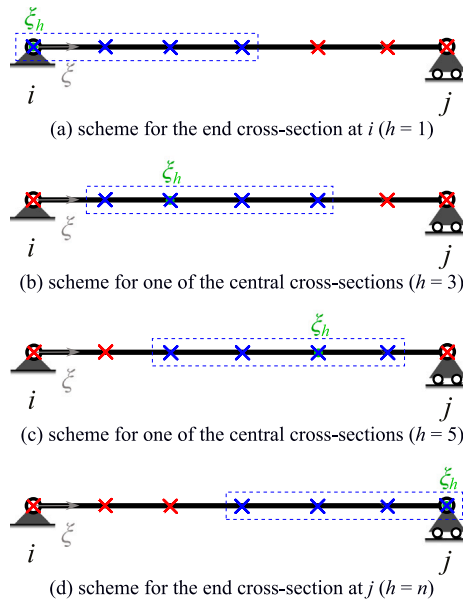 ξh
ξ
i
j
(a) scheme for the end cross-section at i (h = 1)
ξh
ξ
i
j
(b) scheme for one of the central cross-sections (h = 3)
ξh
ξ
i
j
(c) scheme for one of the central cross-sections (h = 5)
ξh
ξ
i
j
(d) scheme for the end cross-section at j (h = n)